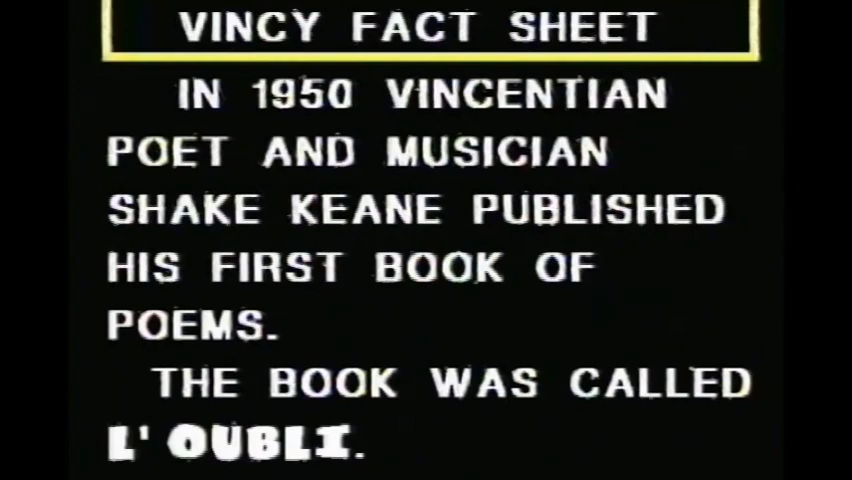 VINCY FACT SHEET
IN 1950 VINCENTIAN
POET AND MUSICIAN
SHAKE KEANE PUBLISHED
HIS FIRST BOOK OF
POEMS.
THE BOOK WAS CALLED
L'OUBLI.